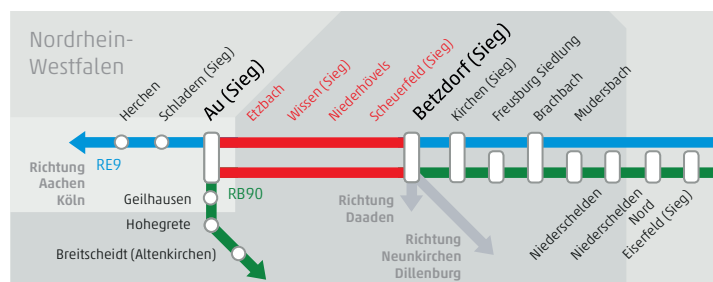 Nordrhein-
Westfalen
Herchen
Schladern (Sieg)
Au (Sieg)
Etzbach
Wissen (Sieg)
Niederhövels
Scheuerfeld (Sieg)
Betzdorf (Sieg)
Kirchen (Sieg)
Freusburg Siedlung
Brachbach
Mudersbach
Richtung
Aachen
Köln
RE9
RB90
Geilhausen
Hohegrete
Breitscheidt (Altenkirchen)
Richtung
Daaden
Richtung
Neunkirchen
Dillenburg
Niederschelden
Niederschelden
Nord
Eiserfeld (Sieg)